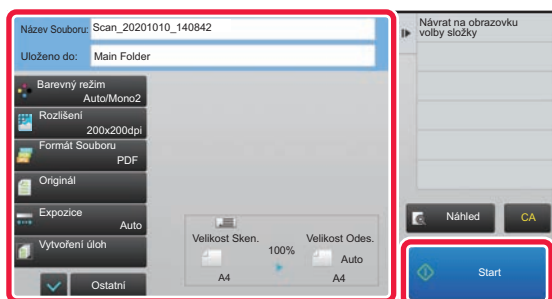 Název Souboru: Scan_20201010_140842
Uloženo do: Main Folder
Barevný režim
Auto/Mono2
Rozlišení
200x200dpi
Formát Souboru
PDF
Originál
Expozice
Auto
Vytvoření úloh
Ostatní
Velikost Sken.
100%
Velikost Odes.
Auto
A4
A4
Návrat na obrazovku
volby složky
Náhled
CA
Start